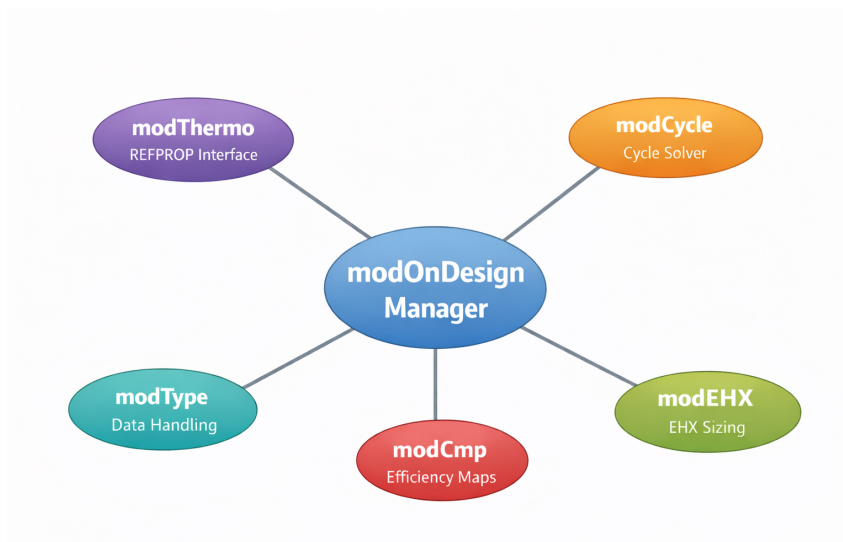 modThermo
REFPROP Interface
modCycle
Cycle Solver
modOnDesign
Manager
modType
Data Handling
modCmp
Efficiency Maps
modEHX
EHX Sizing